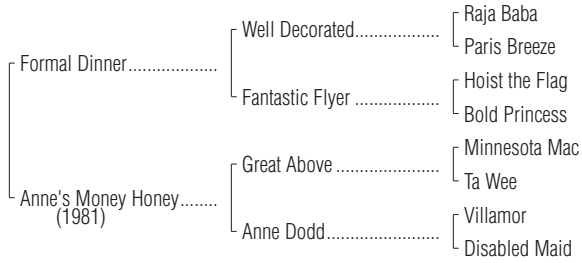 Raja Baba
Well Decorated...................
Paris Breeze
Formal Dinner....................
Hoist the Flag
Fantastic Flyer ...................
Bold Princess
Minnesota Mac
Great Above .......................
Ta Wee
Anne's Money Honey........
(1981)
Villamor
Anne Dodd.........................
Disabled Maid